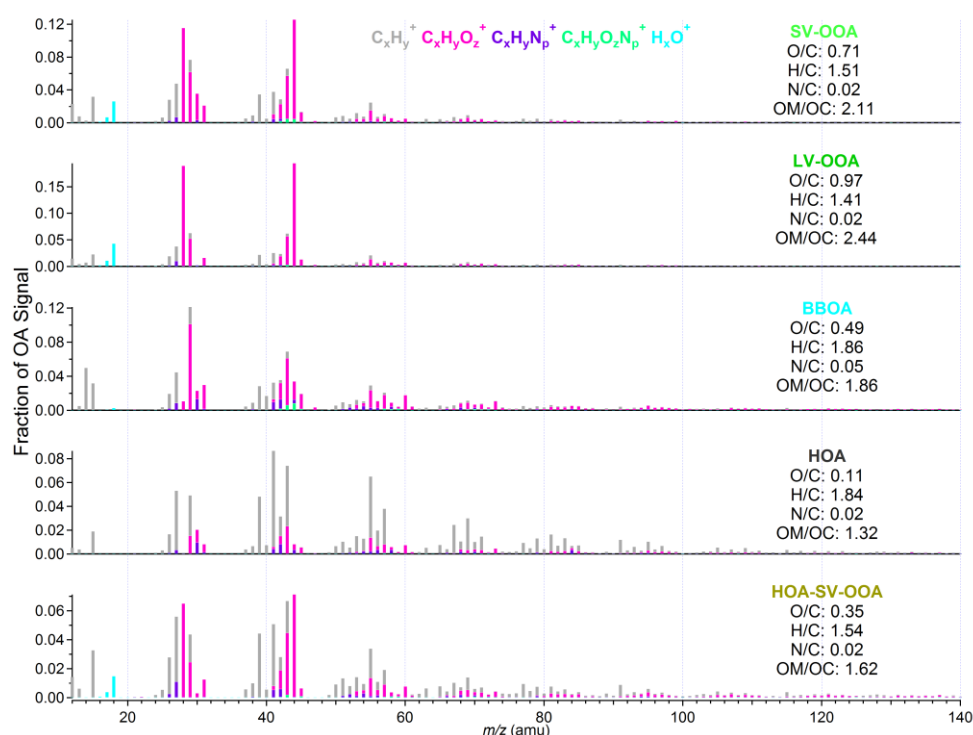 CxHy+ CxHyOz+ CxHyNp+ CxHyOzNp+ HxO+
Fraction of OA Signal
0.12
0.08
0.04
0.00
SV-OOA
O/C: 0.71
H/C: 1.51
N/C: 0.02
OM/OC: 2.11
0.15
0.10
0.05
0.00
LV-OOA
O/C: 0.97
H/C: 1.41
N/C: 0.02
OM/OC: 2.44
0.12
0.08
0.04
0.00
BBOA
O/C: 0.49
H/C: 1.86
N/C: 0.05
OM/OC: 1.86
0.08
0.06
0.04
0.02
0.00
HOA
O/C: 0.11
H/C: 1.84
N/C: 0.02
OM/OC: 1.32
0.06
0.04
0.02
0.00
HOA-SV-OOA
O/C: 0.35
H/C: 1.54
N/C: 0.02
OM/OC: 1.62
20 40 60 80 100 120 140
m/z (amu)